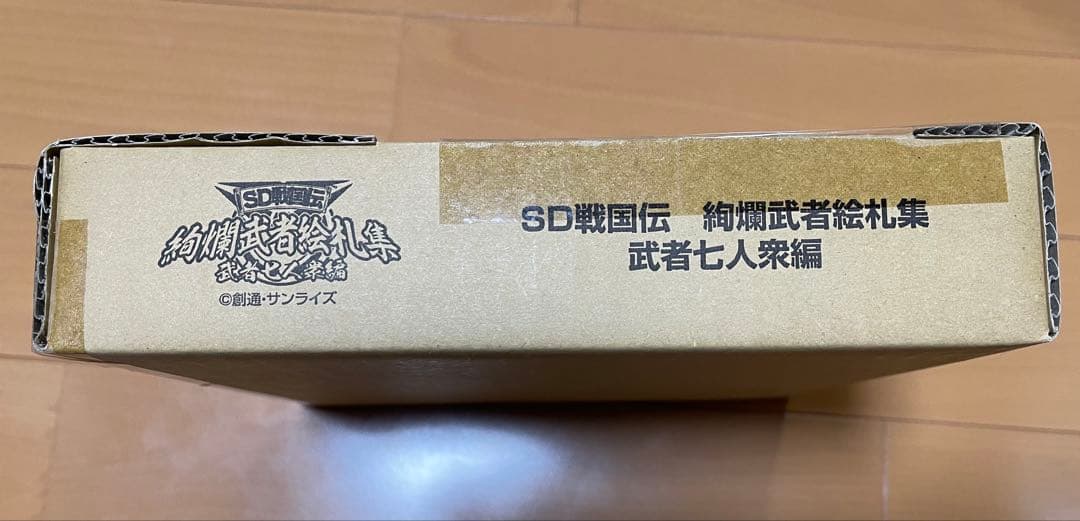 SD戦国伝
絢爛武者絵札集
武者七人衆編
©創通・サンライズ
SD戦国伝　絢爛武者絵札集
武者七人衆編